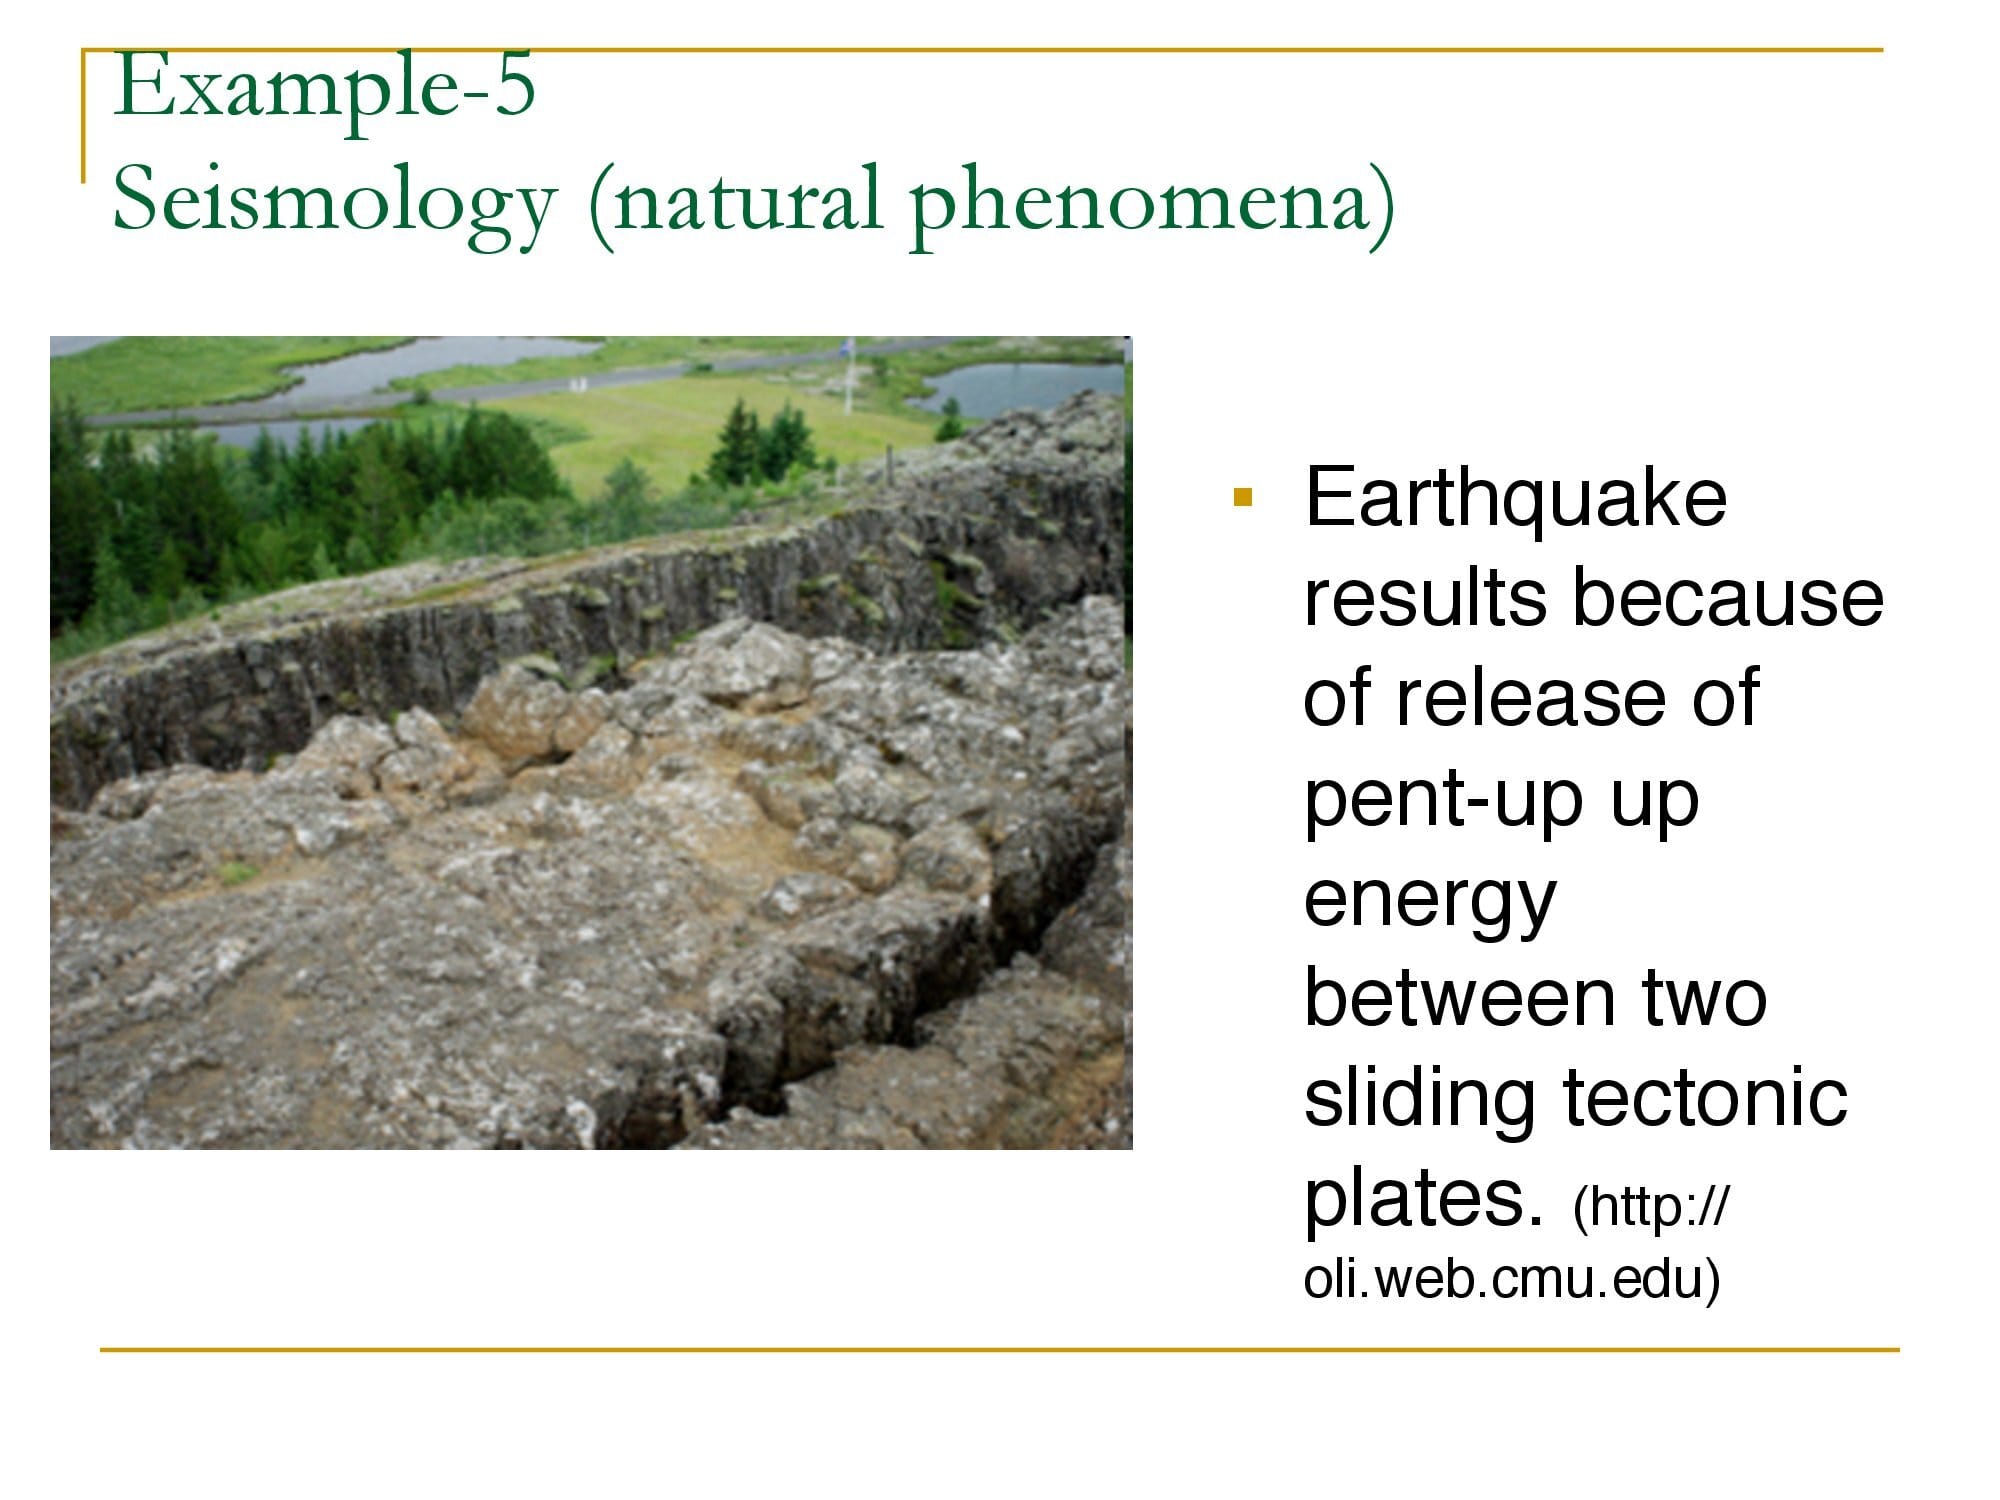 Example-5
Seismology (natural phenomena)
▪ Earthquake
results because
of release of
pent-up up
energy
between two
sliding tectonic
plates. (http://
oli.web.cmu.edu)